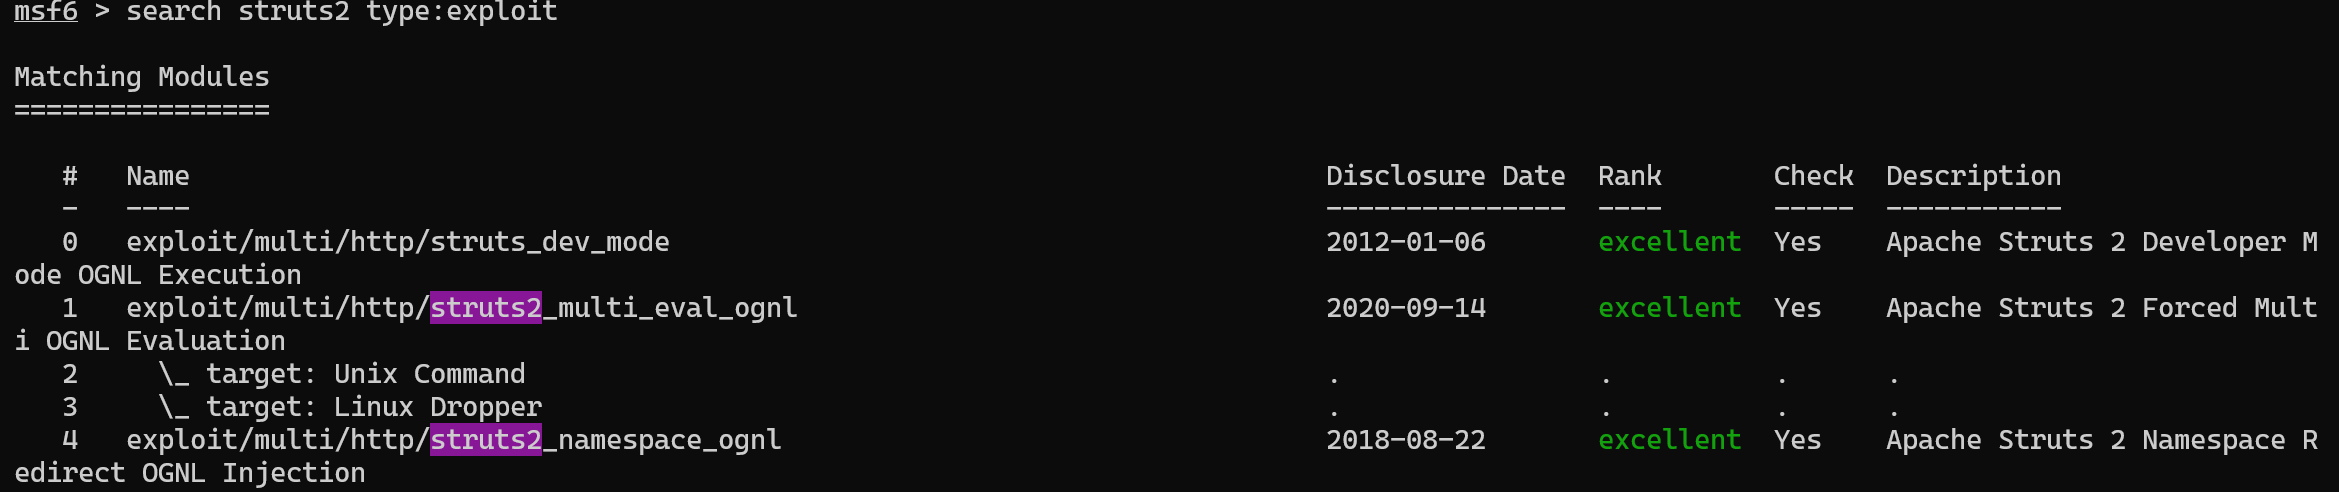 msf6 > search struts2 type:exploit
Matching Modules
================
#   Name   Disclosure Date  Rank       Check  Description
-   ----   ---------------  ----       -----  -----------
0   exploit/multi/http/struts_dev_mode   2012-01-06       excellent  Yes    Apache Struts 2 Developer M
ode OGNL Execution
1   exploit/multi/http/struts2_multi_eval_ognl   2020-09-14       excellent  Yes    Apache Struts 2 Forced Mult
i OGNL Evaluation
2     \_ target: Unix Command   .                .          .      .
3     \_ target: Linux Dropper   .                .          .      .
4   exploit/multi/http/struts2_namespace_ognl   2018-08-22       excellent  Yes    Apache Struts 2 Namespace R
edirect OGNL Injection